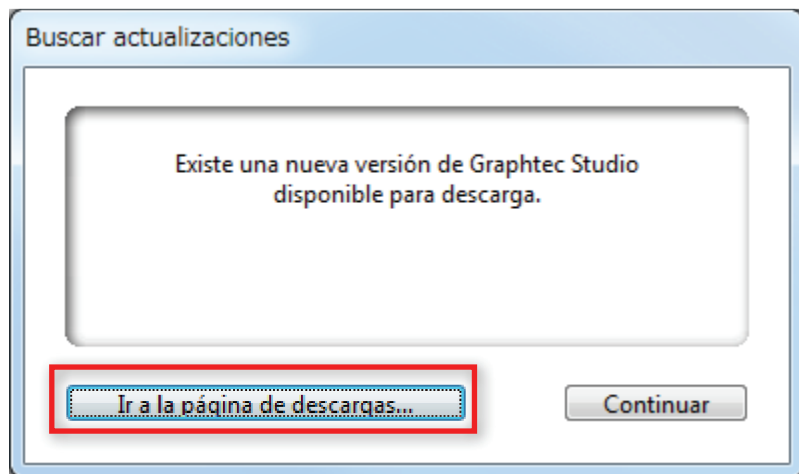 Buscar actualizaciones
Existe una nueva versión de Graphtec Studio
disponible para descarga.
Ir a la página de descargas...
Continuar